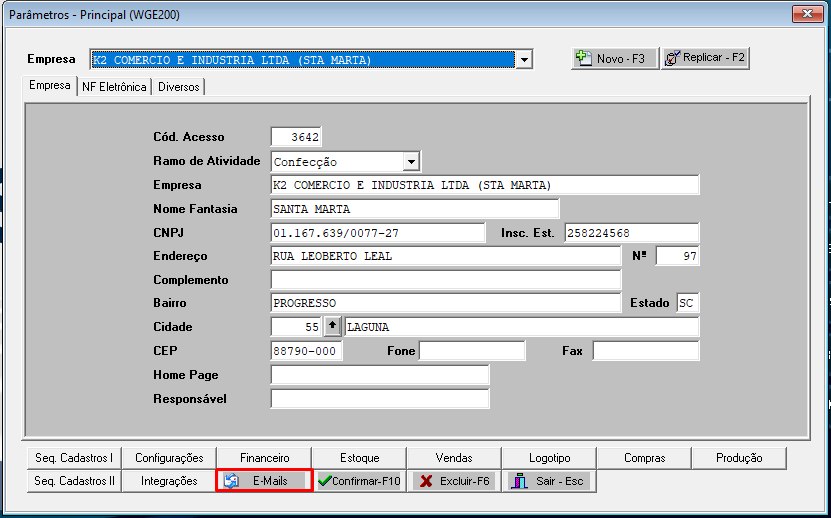 Parâmetros - Principal (WGE200)
Empresa K2 COMERCIO E INDUSTRIA LTDA (STA MARTA) Novo - F3 Replicar - F2
Empresa NF Eletrônica Diversos
Cód. Acesso 3642
Ramo de Atividade Confecção
Empresa K2 COMERCIO E INDUSTRIA LTDA (STA MARTA)
Nome Fantasia SANTA MARTA
CNPJ 01.167.639/0077-27 Insc. Est. 258224568
Endereço RUA LEOBERTO LEAL Nº 97
Complemento
Bairro PROGRESSO Estado SC
Cidade 55 LAGUNA
CEP 88790-000 Fone Fax
Home Page
Responsável
Seq. Cadastros I Configurações Financeiro Estoque Vendas Logotipo Compras Produção
Seq. Cadastros II Integrações E-Mails Confirmar-F10 Excluir-F6 Sair - Esc